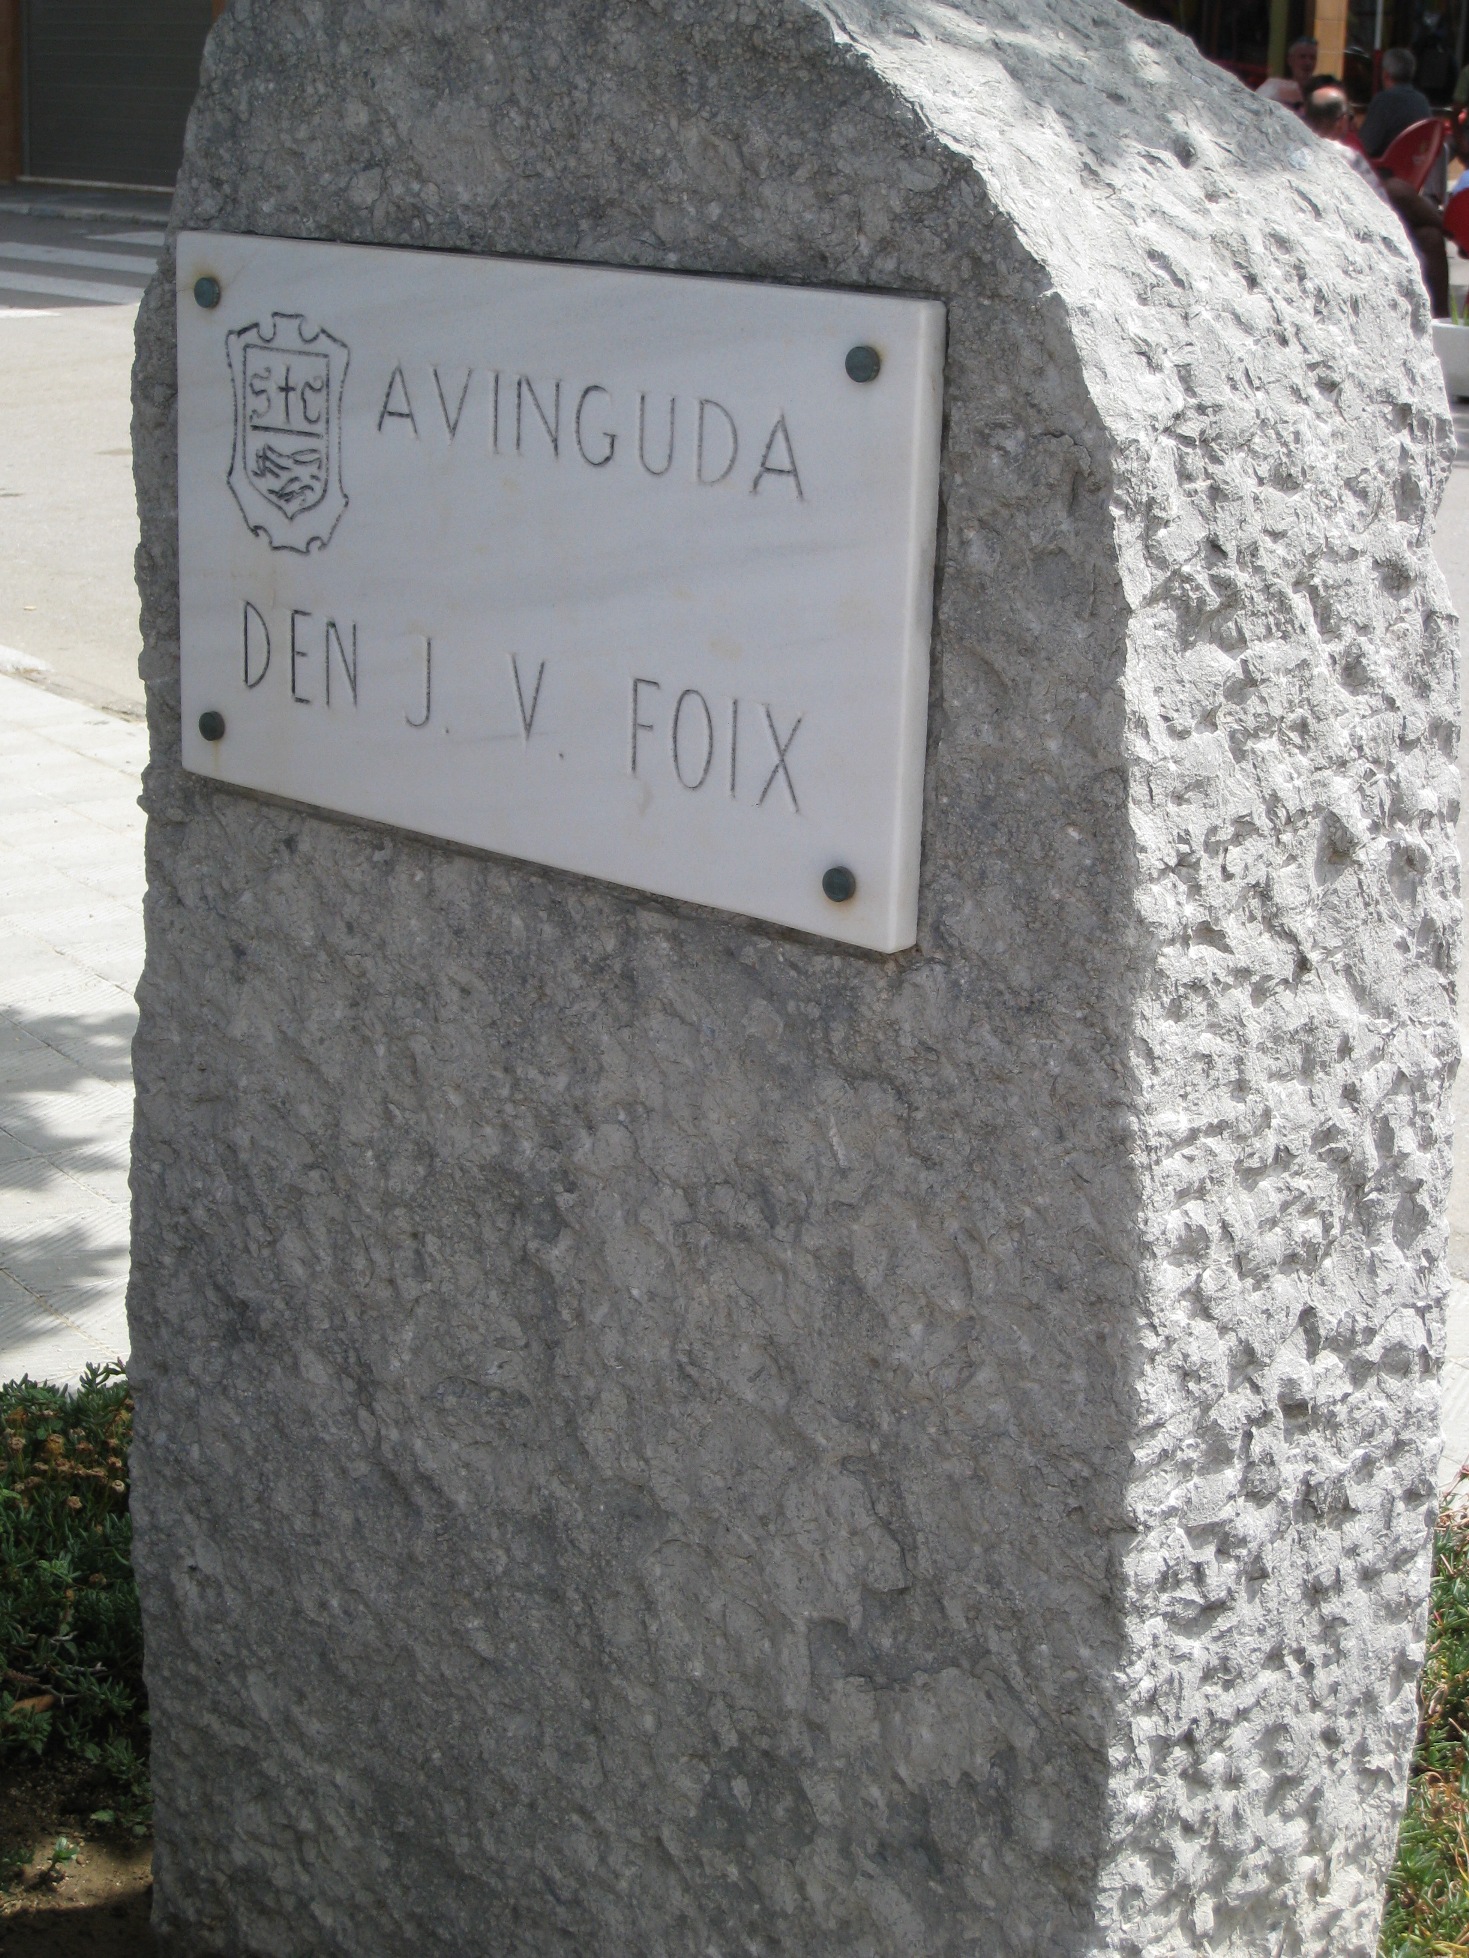 S†C
AVINGUDA
DEN J. V. FOIX